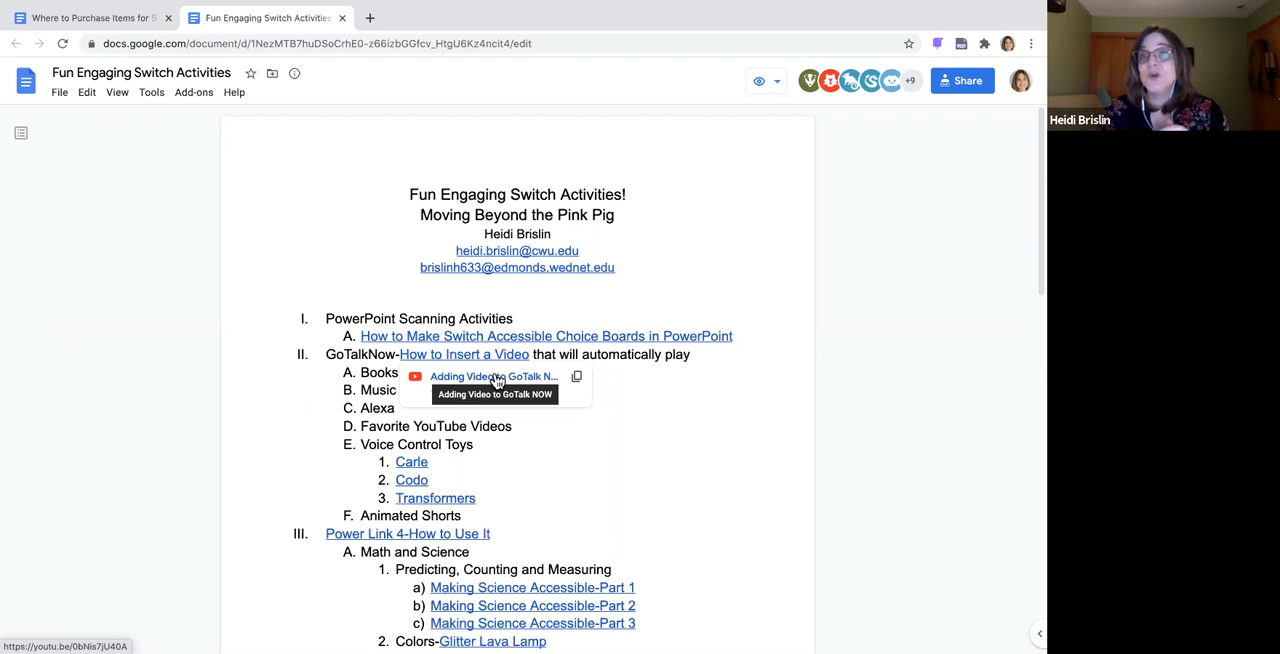 Where to Purchase Items for S
Fun Engaging Switch Activities
docs.google.com/document/d/1NezMTB7huDSoCrhE0-z66izbGGfcv_HtgU6Kz4ncit4/edit
Fun Engaging Switch Activities
File Edit View Tools Add-ons Help
+9
Share
Heidi Brislin
Fun Engaging Switch Activities!
Moving Beyond the Pink Pig
Heidi Brislin
heidi.brislin@cwu.edu
brislinh633@edmonds.wednet.edu
I. PowerPoint Scanning Activities
A. How to Make Switch Accessible Choice Boards in PowerPoint
II. GoTalkNow-How to Insert a Video that will automatically play
A. Books
Adding Video to GoTalk N...
B. Music
Adding Video to GoTalk NOW
C. Alexa
D. Favorite YouTube Videos
E. Voice Control Toys
1. Carle
2. Codo
3. Transformers
F. Animated Shorts
III. Power Link 4-How to Use It
A. Math and Science
1. Predicting, Counting and Measuring
a) Making Science Accessible-Part 1
b) Making Science Accessible-Part 2
c) Making Science Accessible-Part 3
2. Colors-Glitter Lava Lamp
https://youtu.be/0bNis7jU40A